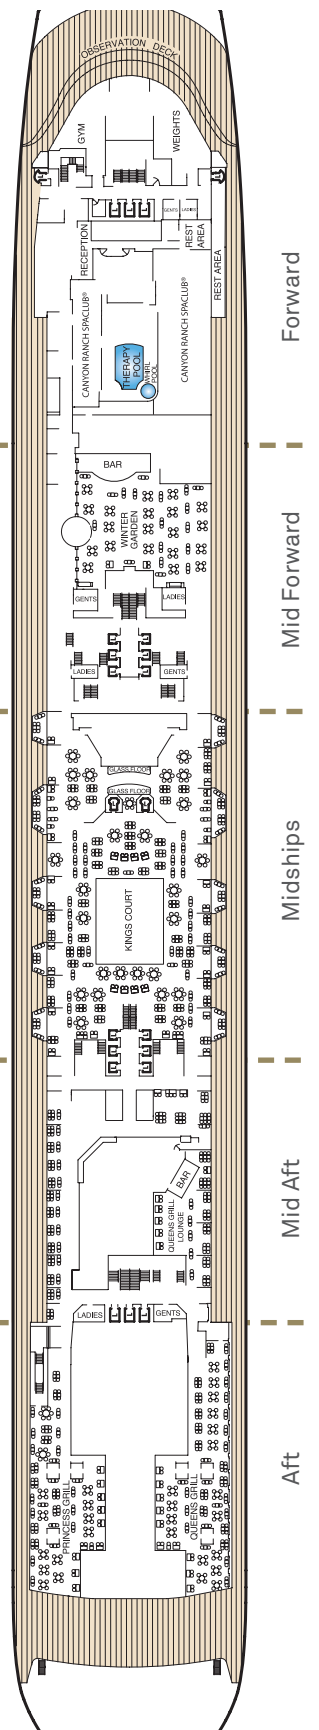 OBSERVATION DECK
GYM
WEIGHTS
GENTS
LADIES
RECEPTION
REST
AREA
REST AREA
CANYON RANCH SPACLUB®
CANYON RANCH SPACLUB®
THERAPY
POOL
WHIRL
POOL
Forward
BAR
WINTER
GARDEN
GENTS
LADIES
LADIES
GENTS
Mid Forward
GLASS FLOOR
GLASS FLOOR
KINGS COURT
Midships
BAR
QUEENS GRILL
LOUNGE
Mid Aft
LADIES
GENTS
PRINCESS GRILL
QUEENS GRILL
Aft